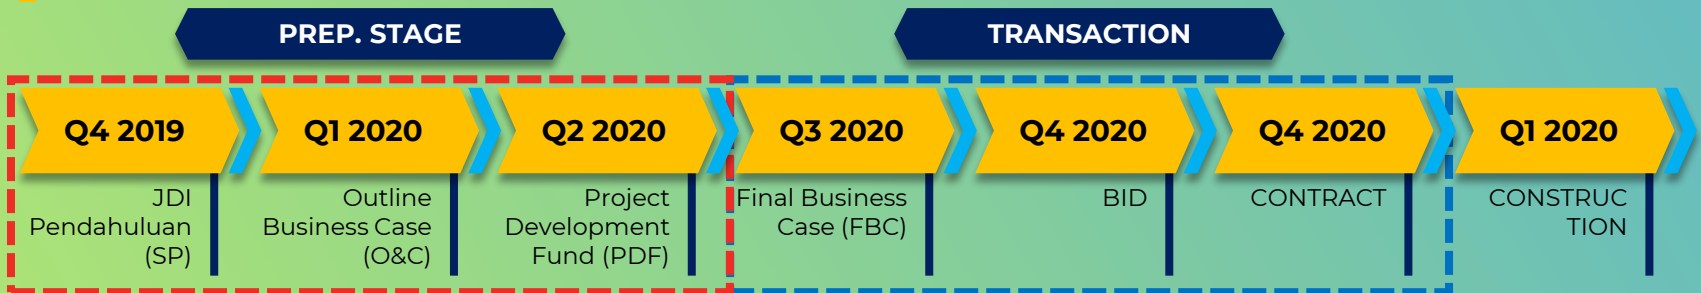 PREP. STAGE
TRANSACTION
Q4 2019
Q1 2020
Q2 2020
Q3 2020
Q4 2020
Q4 2020
Q1 2020
JDI
Pendahuluan
(SP)
Outline
Business Case
(O&C)
Project
Development
Fund (PDF)
Final Business
Case (FBC)
BID
CONTRACT
CONSTRUC
TION